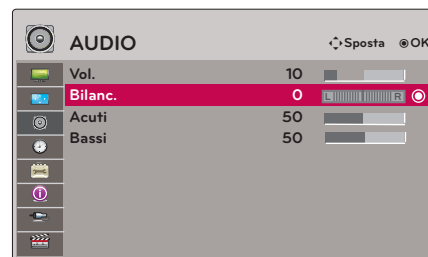 AUDIO Sposta OK
Vol. 10
Bilanc. 0 L R
Acuti 50
Bassi 50